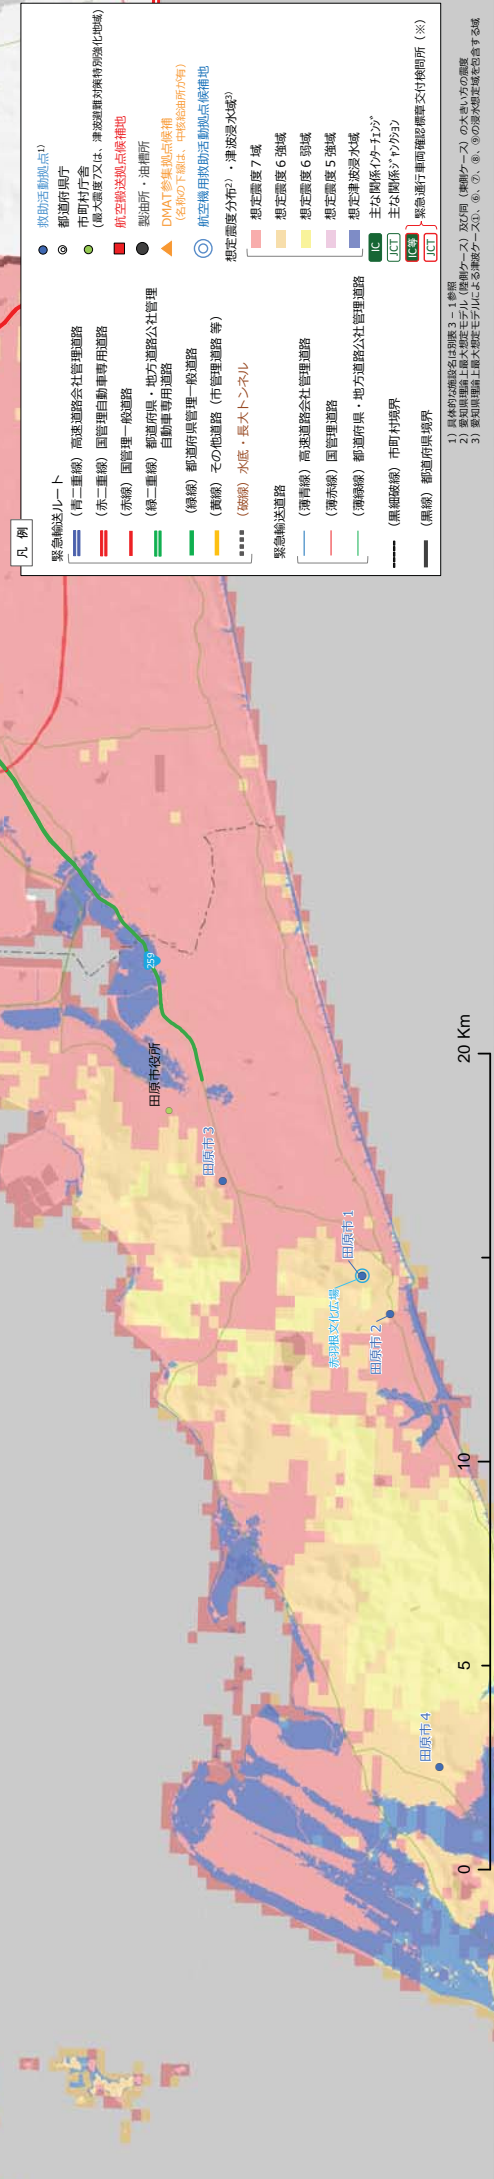 凡 例
緊急輸送ルート
（青二重線）高速道路会社管理道路
（赤二重線）国管理自動車専用道路
（赤線）国管理一般道路
（緑二重線）都道府県・地方道路公社管理
自動車専用道路
（緑線）都道府県管理一般道路
（黄線）その他道路（市管理道路 等）
（破線）水底・長大トンネル
緊急輸送道路
（薄青線）高速道路会社管理道路
（薄赤線）国管理道路
（薄緑線）都道府県・地方道路公社管理道路
（黒細破線）市町村境界
（黒線）都道府県境界
救助活動拠点1）
都道府県庁
市町村庁舎
（最大震度7又は、津波避難対策特別強化地域）
航空搬送拠点候補地
製油所・油槽所
DMAT参集拠点候補
（名称の下線は、中核給油所が有）
航空機用救助活動拠点候補地
想定震度分布2）・津波浸水域3）
想定震度７域
想定震度６強域
想定震度６弱域
想定震度５強域
想定津波浸水域
IC 主な関係ｲﾝﾀｰﾁｪﾝｼﾞ
JCT 主な関係ｼﾞｬﾝｸｼｮﾝ
IC等
JCT
緊急通行車両確認標章交付検問所（※）
1）具体的な施設名は別表３－１参照
2）愛知県理論上最大想定モデル（陸側ケース）及び同（東側ケース）の大きい方の震度
3）愛知県理論上最大想定モデルによる津波ケース①、⑥、⑦、⑧、⑨の浸水想定域を包含する域
259
田原市役所
田原市３
田原市１
赤羽根文化広場
田原市２
田原市４
0
5
10
20 Km